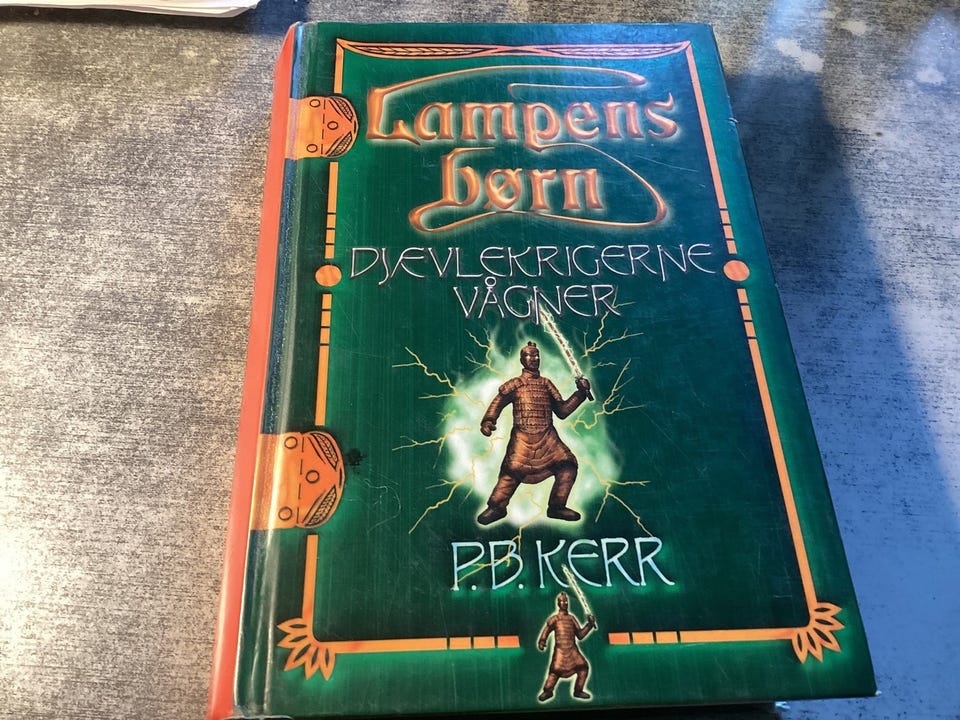 Lampens
børn
DJÆVLEKRIGERNE
VÅGNER
P.B. KERR